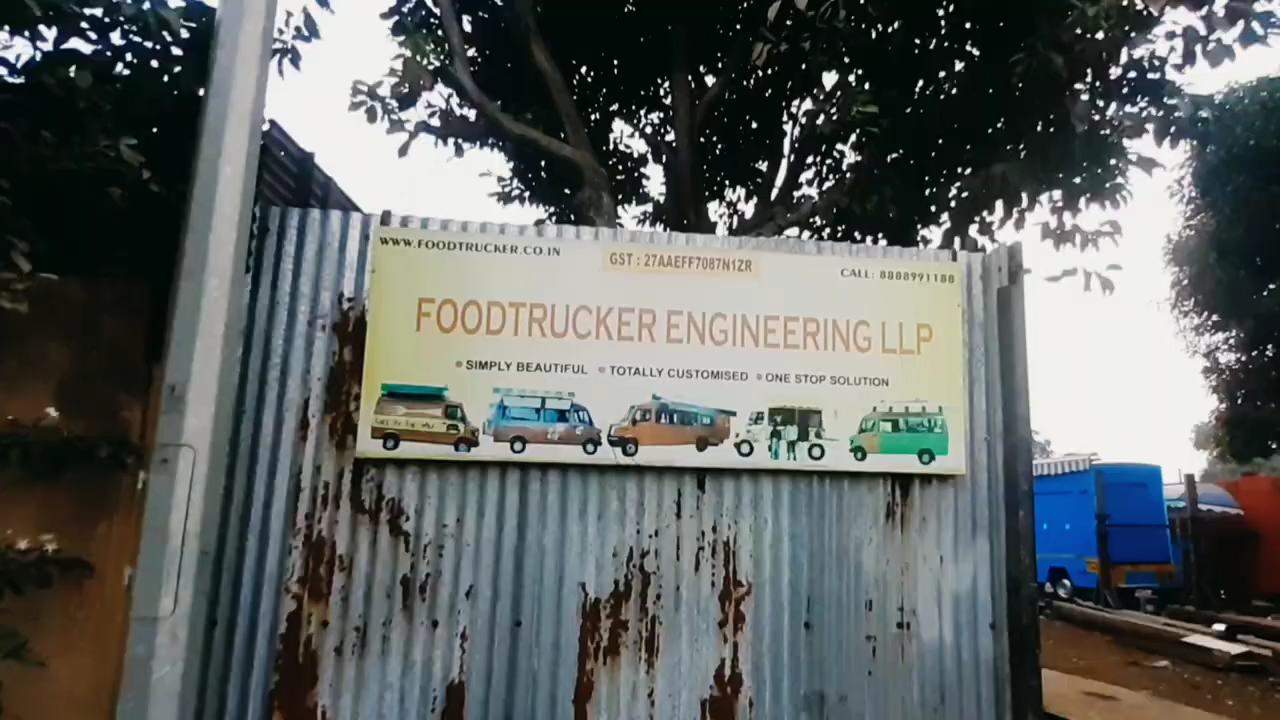 WWW.FOODTRUCKER.CO.IN
GST : 27AAEFF7087N1ZR
CALL: 8888991188
FOODTRUCKER ENGINEERING LLP
• SIMPLY BEAUTIFUL • TOTALLY CUSTOMISED • ONE STOP SOLUTION